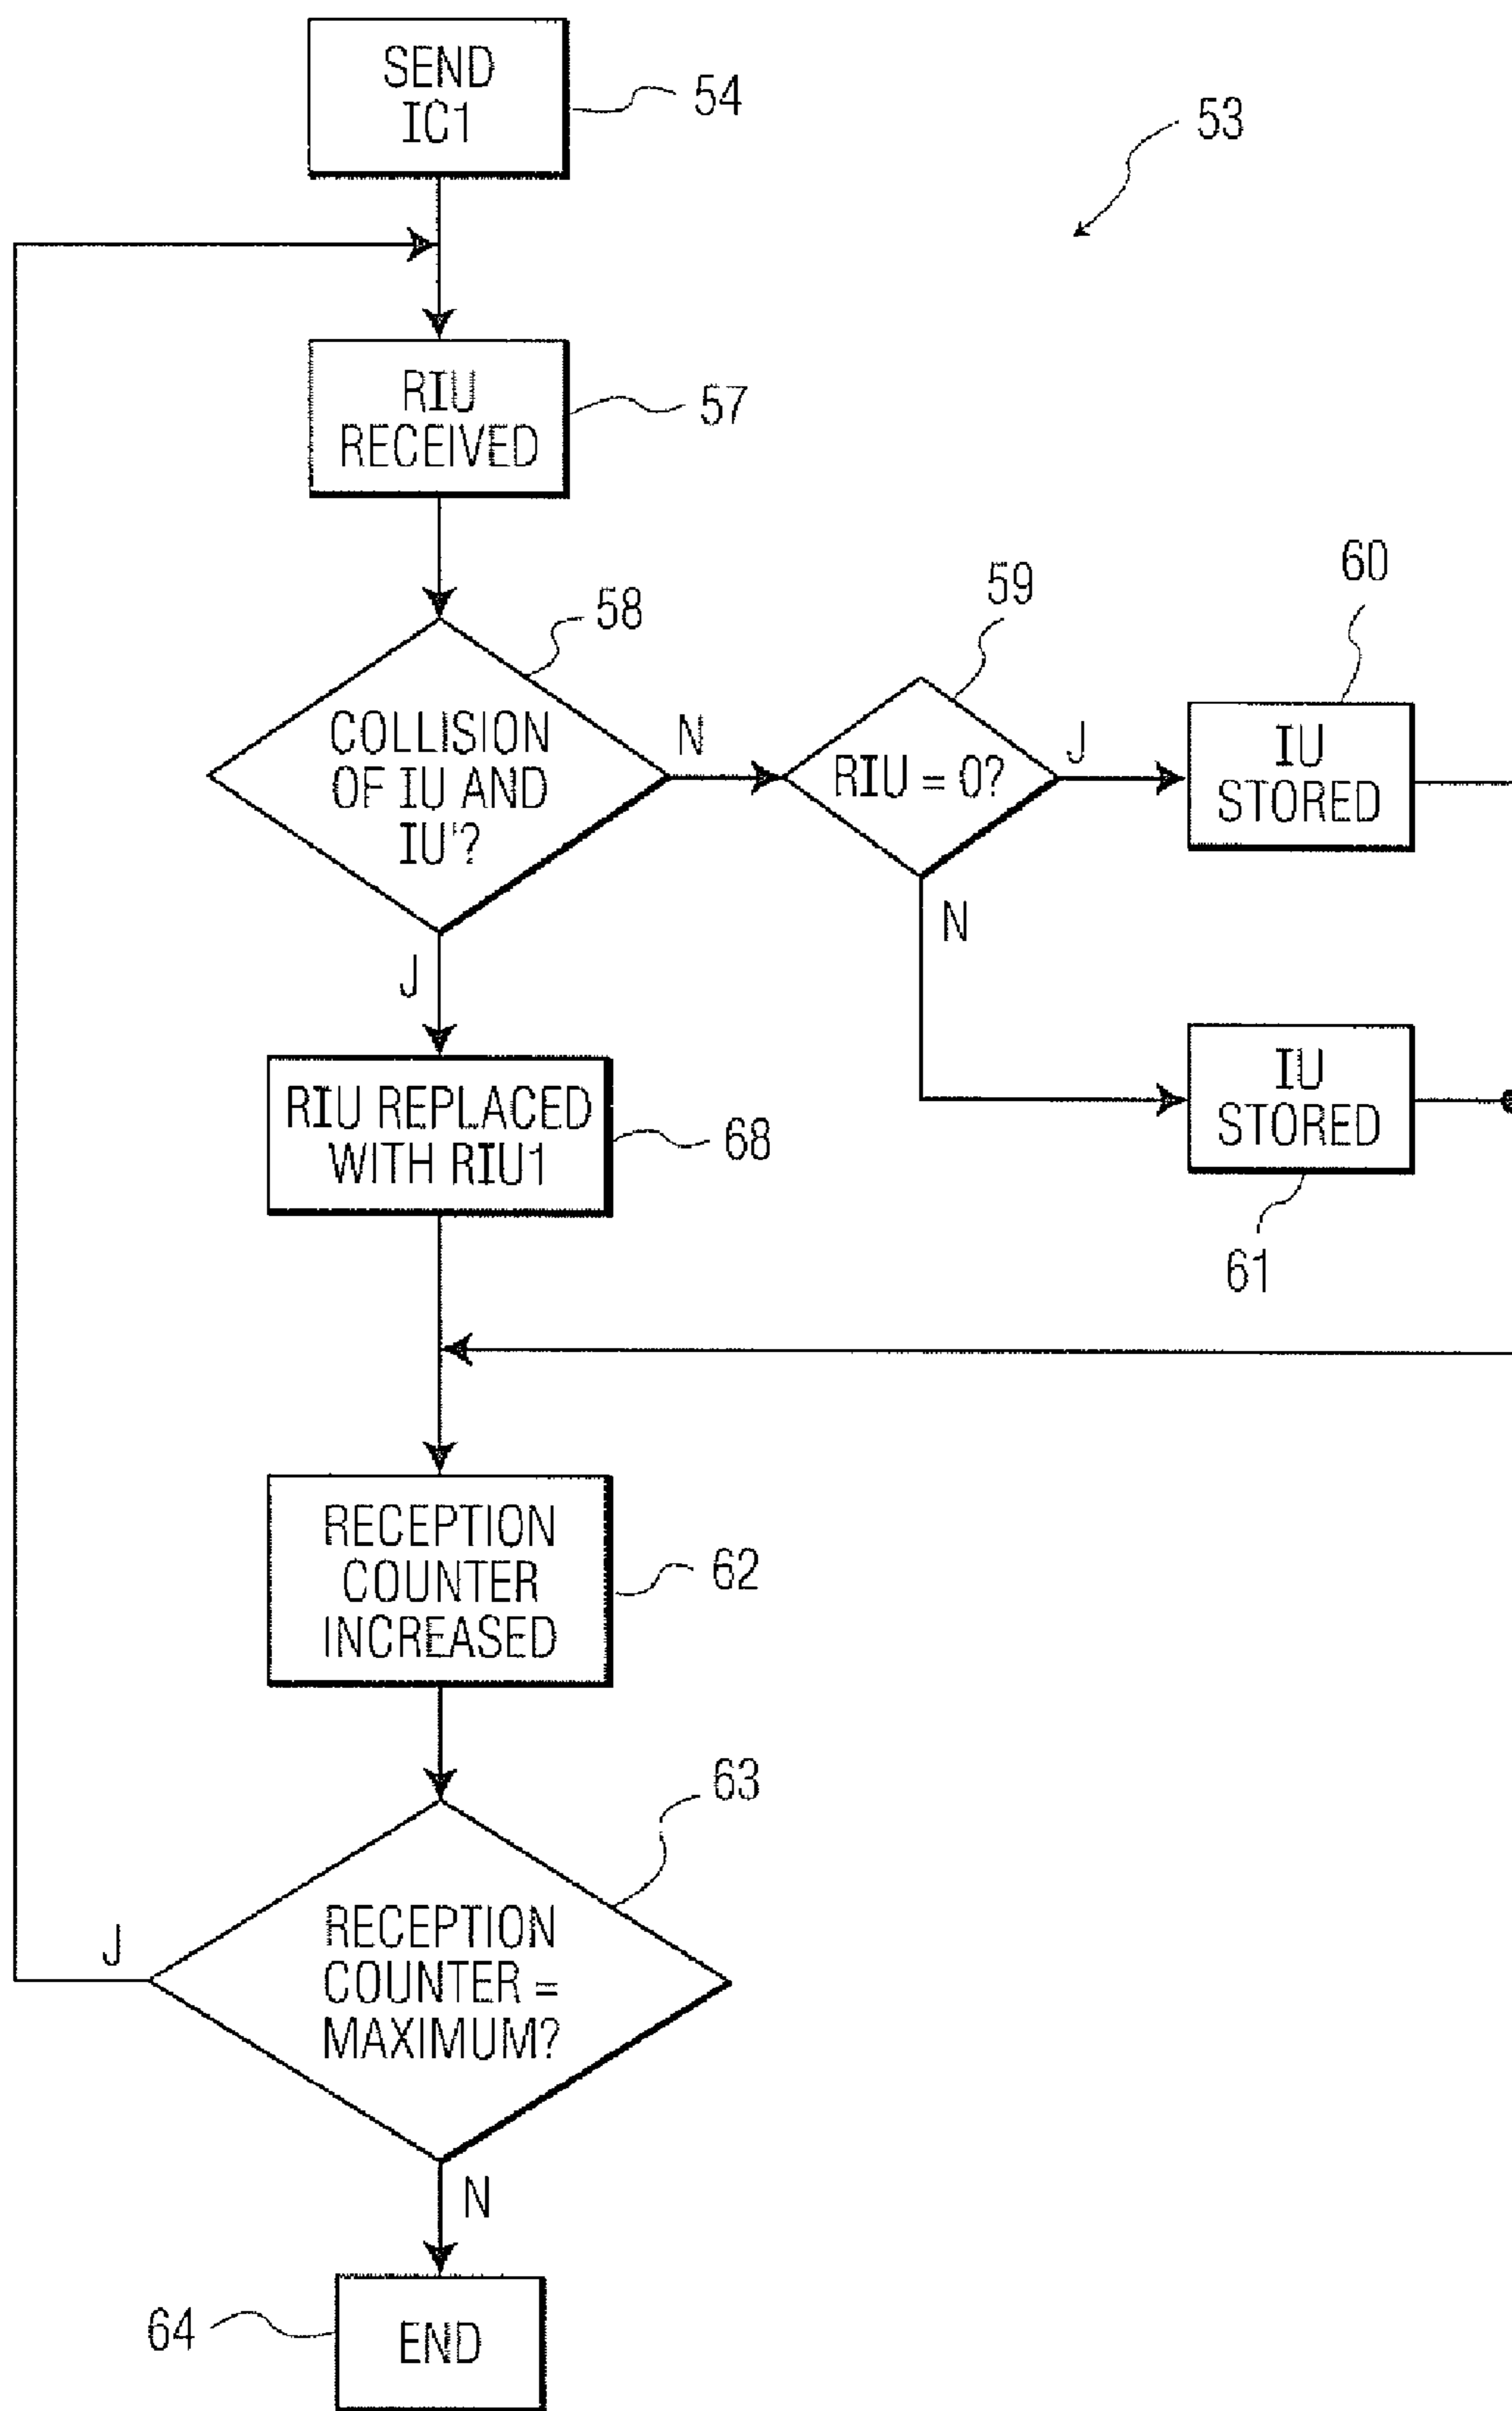 SEND
IC1
54
53
RIU
RECEIVED
57
58
COLLISION
OF IU AND
IU'?
N
59
RIU = 0?
J
60
IU
STORED
N
J
IU
STORED
61
RIU REPLACED
WITH RIU1
68
RECEPTION
COUNTER
INCREASED
62
63
RECEPTION
COUNTER =
MAXIMUM?
J
N
64
END